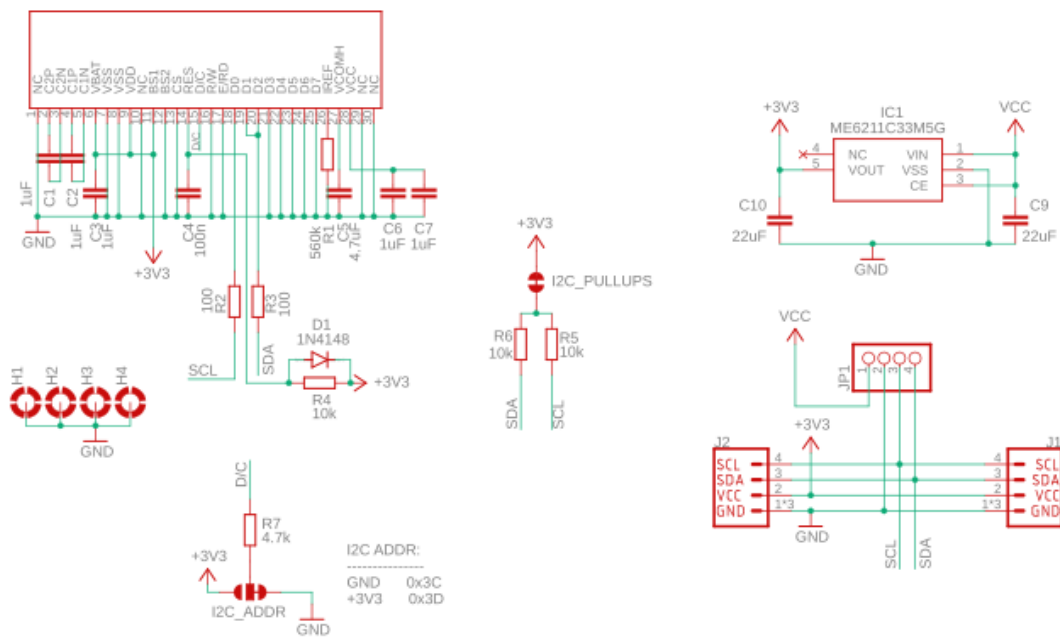 NC
C2P
C2N
C1P
C1N
VBAT
VSS
VSS
VDD
NC
BS1
BS2
CS
RES
D/C
R/W
E/RD
D0
D1
D2
D3
D4
D5
D6
D7
IREF
VCOMH
VCC
NC
NC
1
2
3
4
5
6
7
8
9
10
11
12
13
14
15
16
17
18
19
20
21
22
23
24
25
26
27
28
29
30
D/C
1uF
C1
C2
1uF
C3
1uF
C4
100n
560k
R1
C5
4.7uF
C6
1uF
C7
1uF
GND
+3V3
100
R2
R3
100
SCL
SDA
D1
1N4148
R4
10k
+3V3
+3V3
I2C_PULLUPS
R6
10k
R5
10k
SDA
SCL
+3V3
IC1
ME6211C33M5G
VCC
4
NC
VIN
1
5
VOUT
VSS
2
CE
3
C10
22uF
C9
22uF
GND
H1
H2
H3
H4
GND
D/C
R7
4.7k
+3V3
I2C_ADDR
GND
I2C ADDR:
---------------
GND 0x3C
+3V3 0x3D
VCC
JP1
1
2
3
4
+3V3
J2
J1
SCL 4
SDA 3
VCC 2
GND 1*3
4 SCL
3 SDA
2 VCC
1*3 GND
GND
SCL
SDA